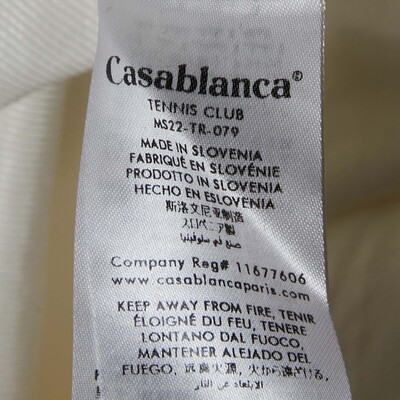 Casablanca®
TENNIS CLUB
MS22-TR-079
MADE IN SLOVENIA
FABRIQUÉ EN SLOVÉNIE
PRODOTTO IN SLOVENIA
HECHO EN ESLOVENIA
斯洛文尼亚制造
スロベニア製
صنع في سلوفينيا
Company Reg# 11677606
www.casablancaparis.com
KEEP AWAY FROM FIRE, TENIR
ÉLOIGNÉ DU FEU, TENERE
LONTANO DAL FUOCO,
MANTENER ALEJADO DEL
FUEGO, 远离火源, 火から遠ざける,
الابتعاد عن النار